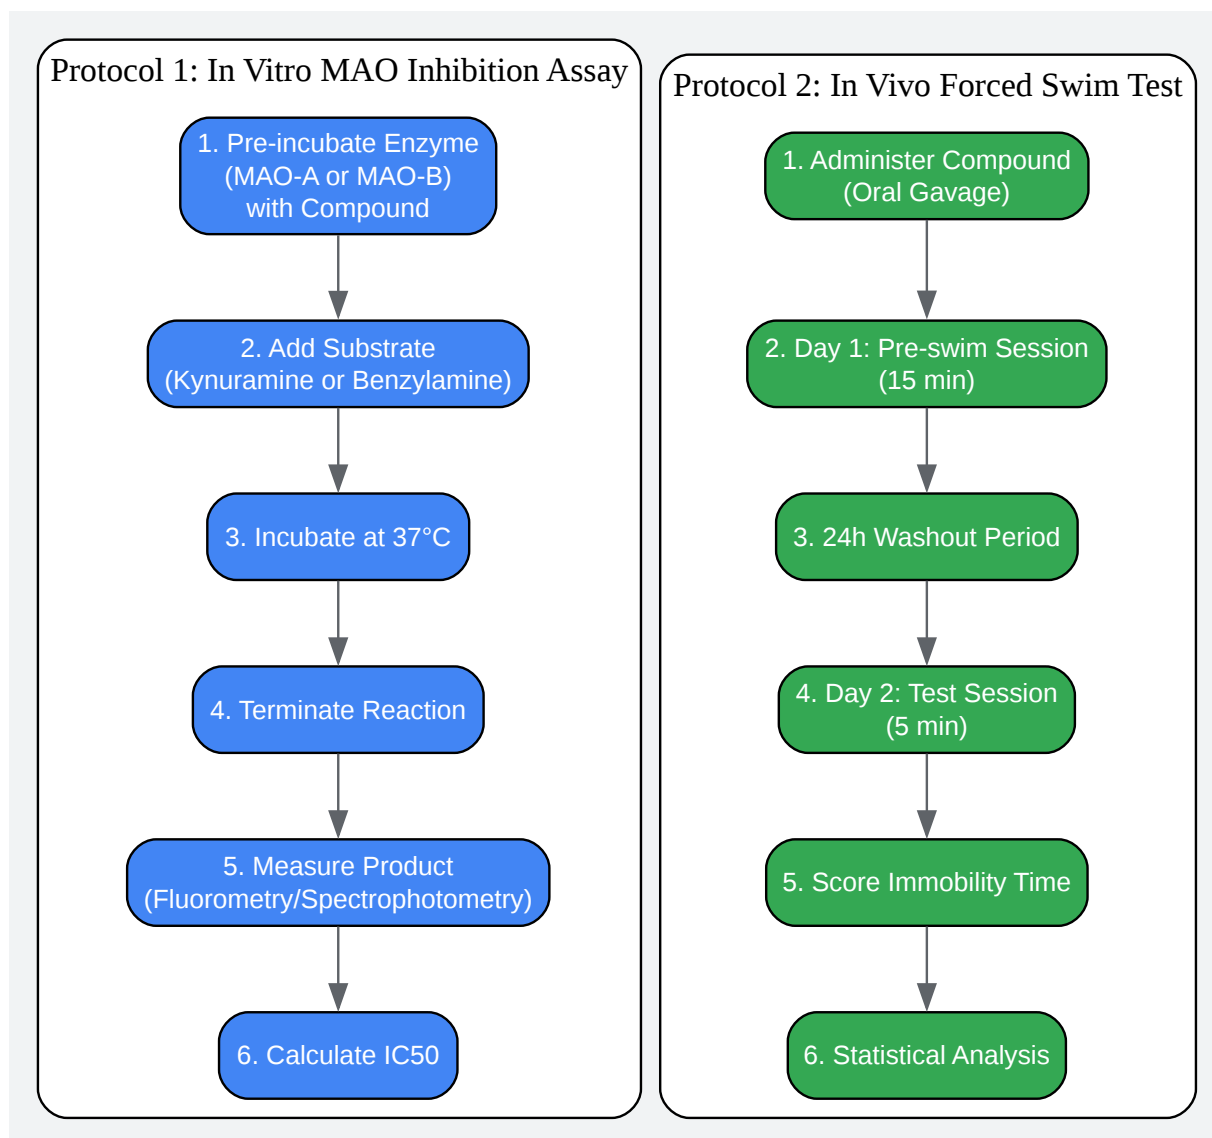 Protocol 1: In Vitro MAO Inhibition Assay
1. Pre-incubate Enzyme
(MAO-A or MAO-B)
with Compound
2. Add Substrate
(Kynuramine or Benzylamine)
3. Incubate at 37°C
4. Terminate Reaction
5. Measure Product
(Fluorometry/Spectrophotometry)
6. Calculate IC50
Protocol 2: In Vivo Forced Swim Test
1. Administer Compound
(Oral Gavage)
2. Day 1: Pre-swim Session
(15 min)
3. 24h Washout Period
4. Day 2: Test Session
(5 min)
5. Score Immobility Time
6. Statistical Analysis